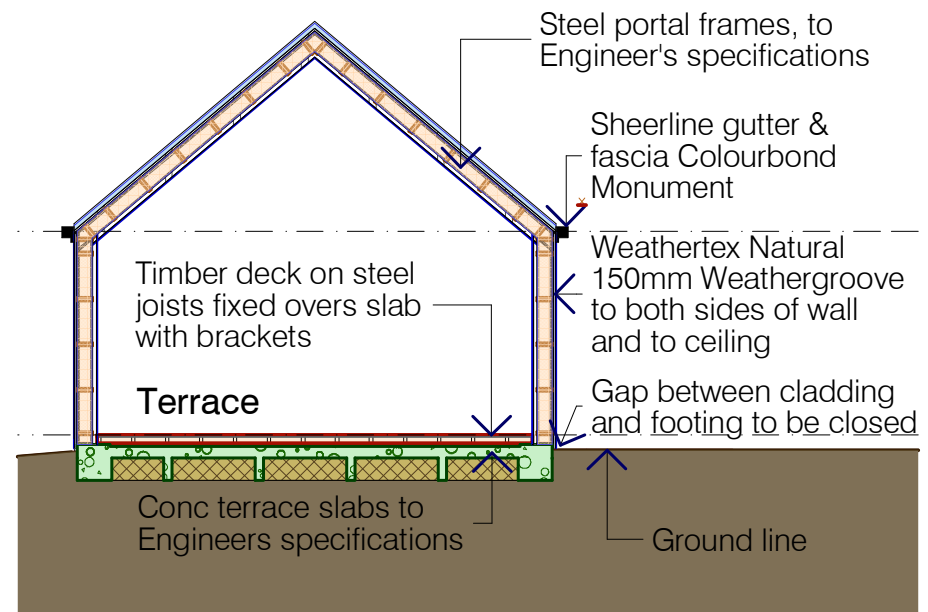 Steel portal frames, to
Engineer's specifications
Sheerline gutter &
fascia Colourbond
Monument
Weathertex Natural
150mm Weathergroove
to both sides of wall
and to ceiling
Timber deck on steel
joists fixed overs slab
with brackets
Terrace
Gap between cladding
and footing to be closed
Conc terrace slabs to
Engineers specifications
Ground line